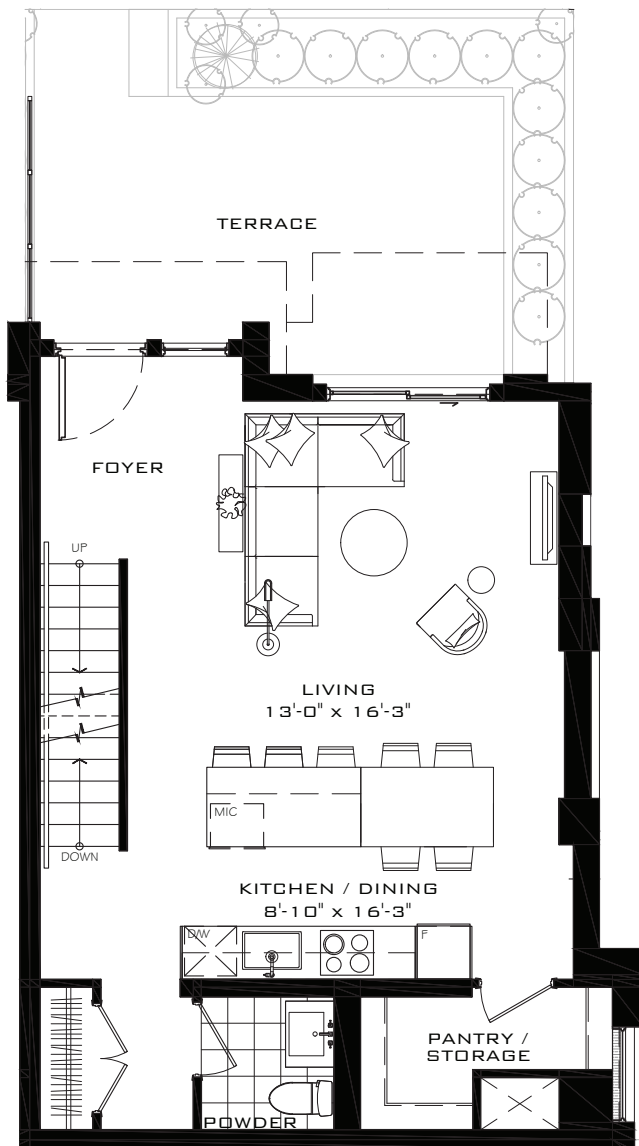 TERRACE
FOYER
UP
LIVING
13'-0" x 16'-3"
MIC
DOWN
KITCHEN / DINING
8'-10" x 16'-3"
D/W
F
PANTRY /
STORAGE
POWDER